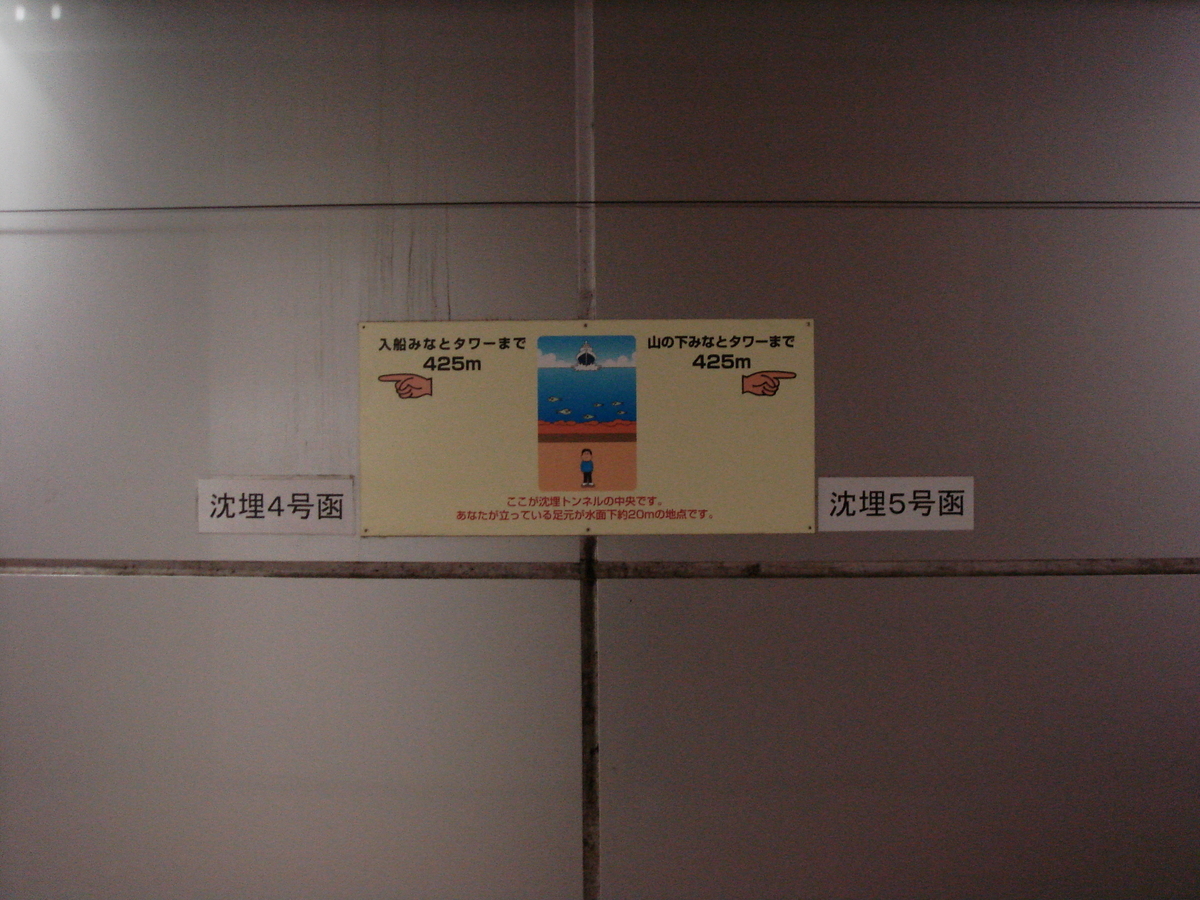 入船みなとタワーまで
425m
山の下みなとタワーまで
425m
ここが沈埋トンネルの中央です。
あなたが立っている足元が水面下約20mの地点です。
沈埋4号函
沈埋5号函